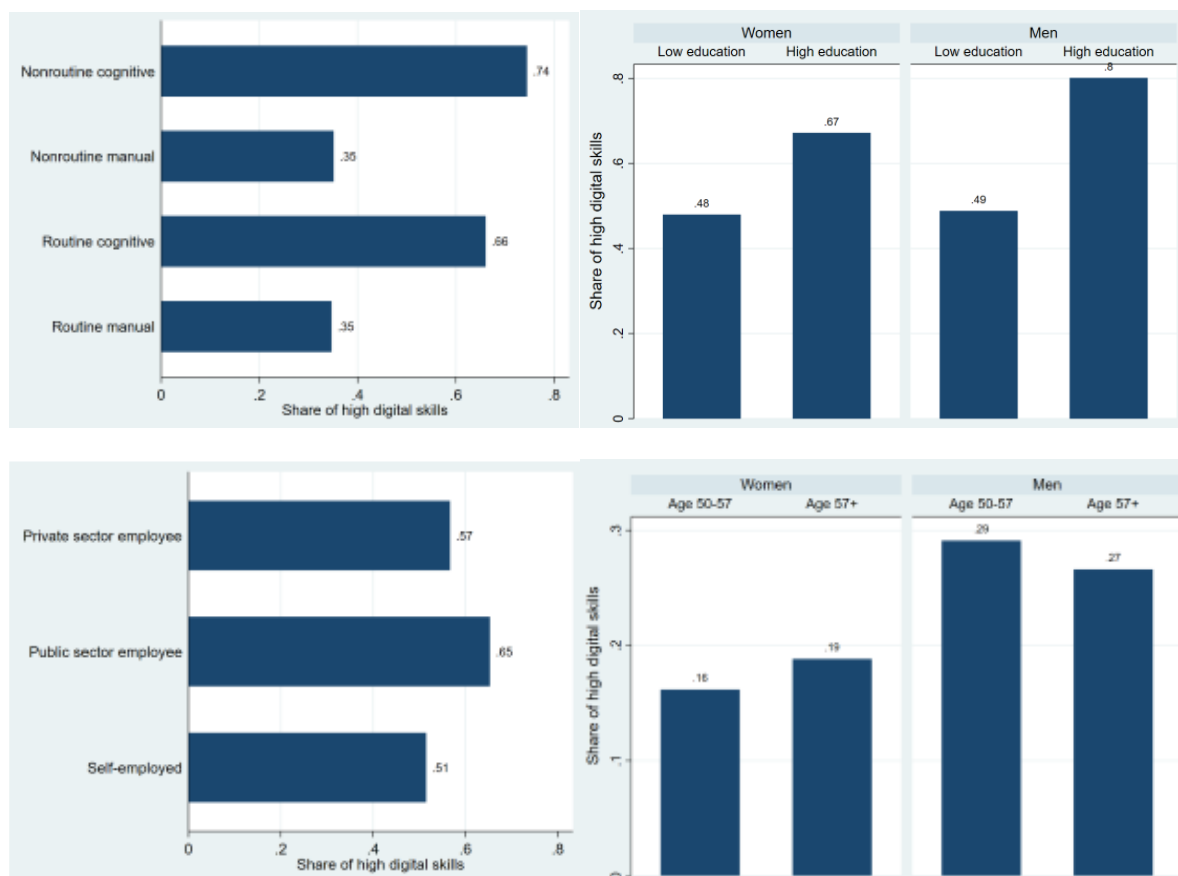 Nonroutine cognitive
.74
Nonroutine manual
.35
Routine cognitive
.66
Routine manual
.35
0 .2 .4 .6 .8
Share of high digital skills
Women Men
Low education High education Low education High education
Share of high digital skills
0 .2 .4 .6 .8
.48 .67 .49 .8
Private sector employee
.57
Public sector employee
.65
Self-employed
.51
0 .2 .4 .6 .8
Share of high digital skills
Women Men
Age 50-57 Age 57+ Age 50-57 Age 57+
Share of high digital skills
.1 .2 .3
.16 .19 .29 .27